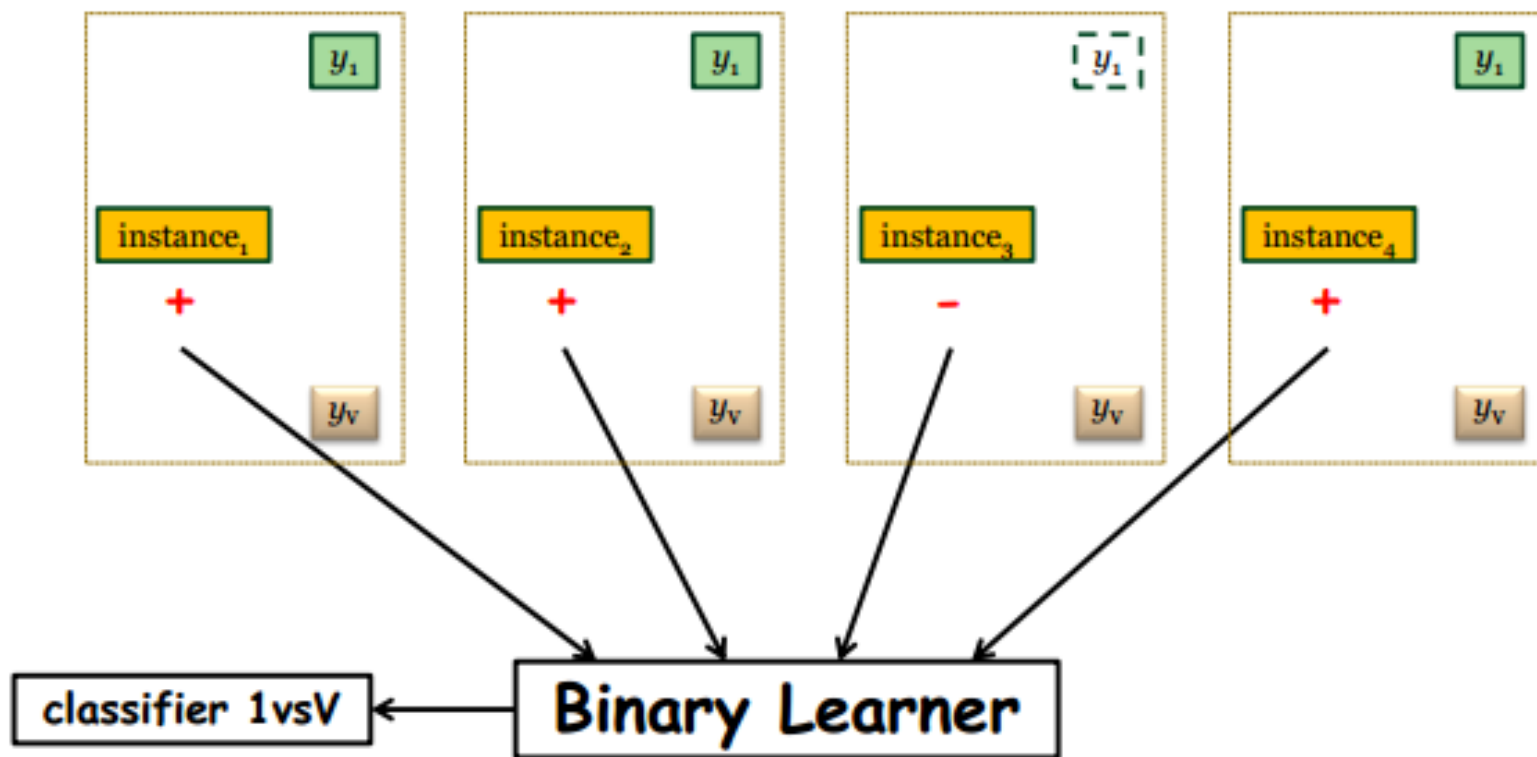 y₁ y₁ y₁ y₁
instance₁ instance₂ instance₃ instance₄
+ + - +
yᵥ yᵥ yᵥ yᵥ
classifier 1vsV Binary Learner